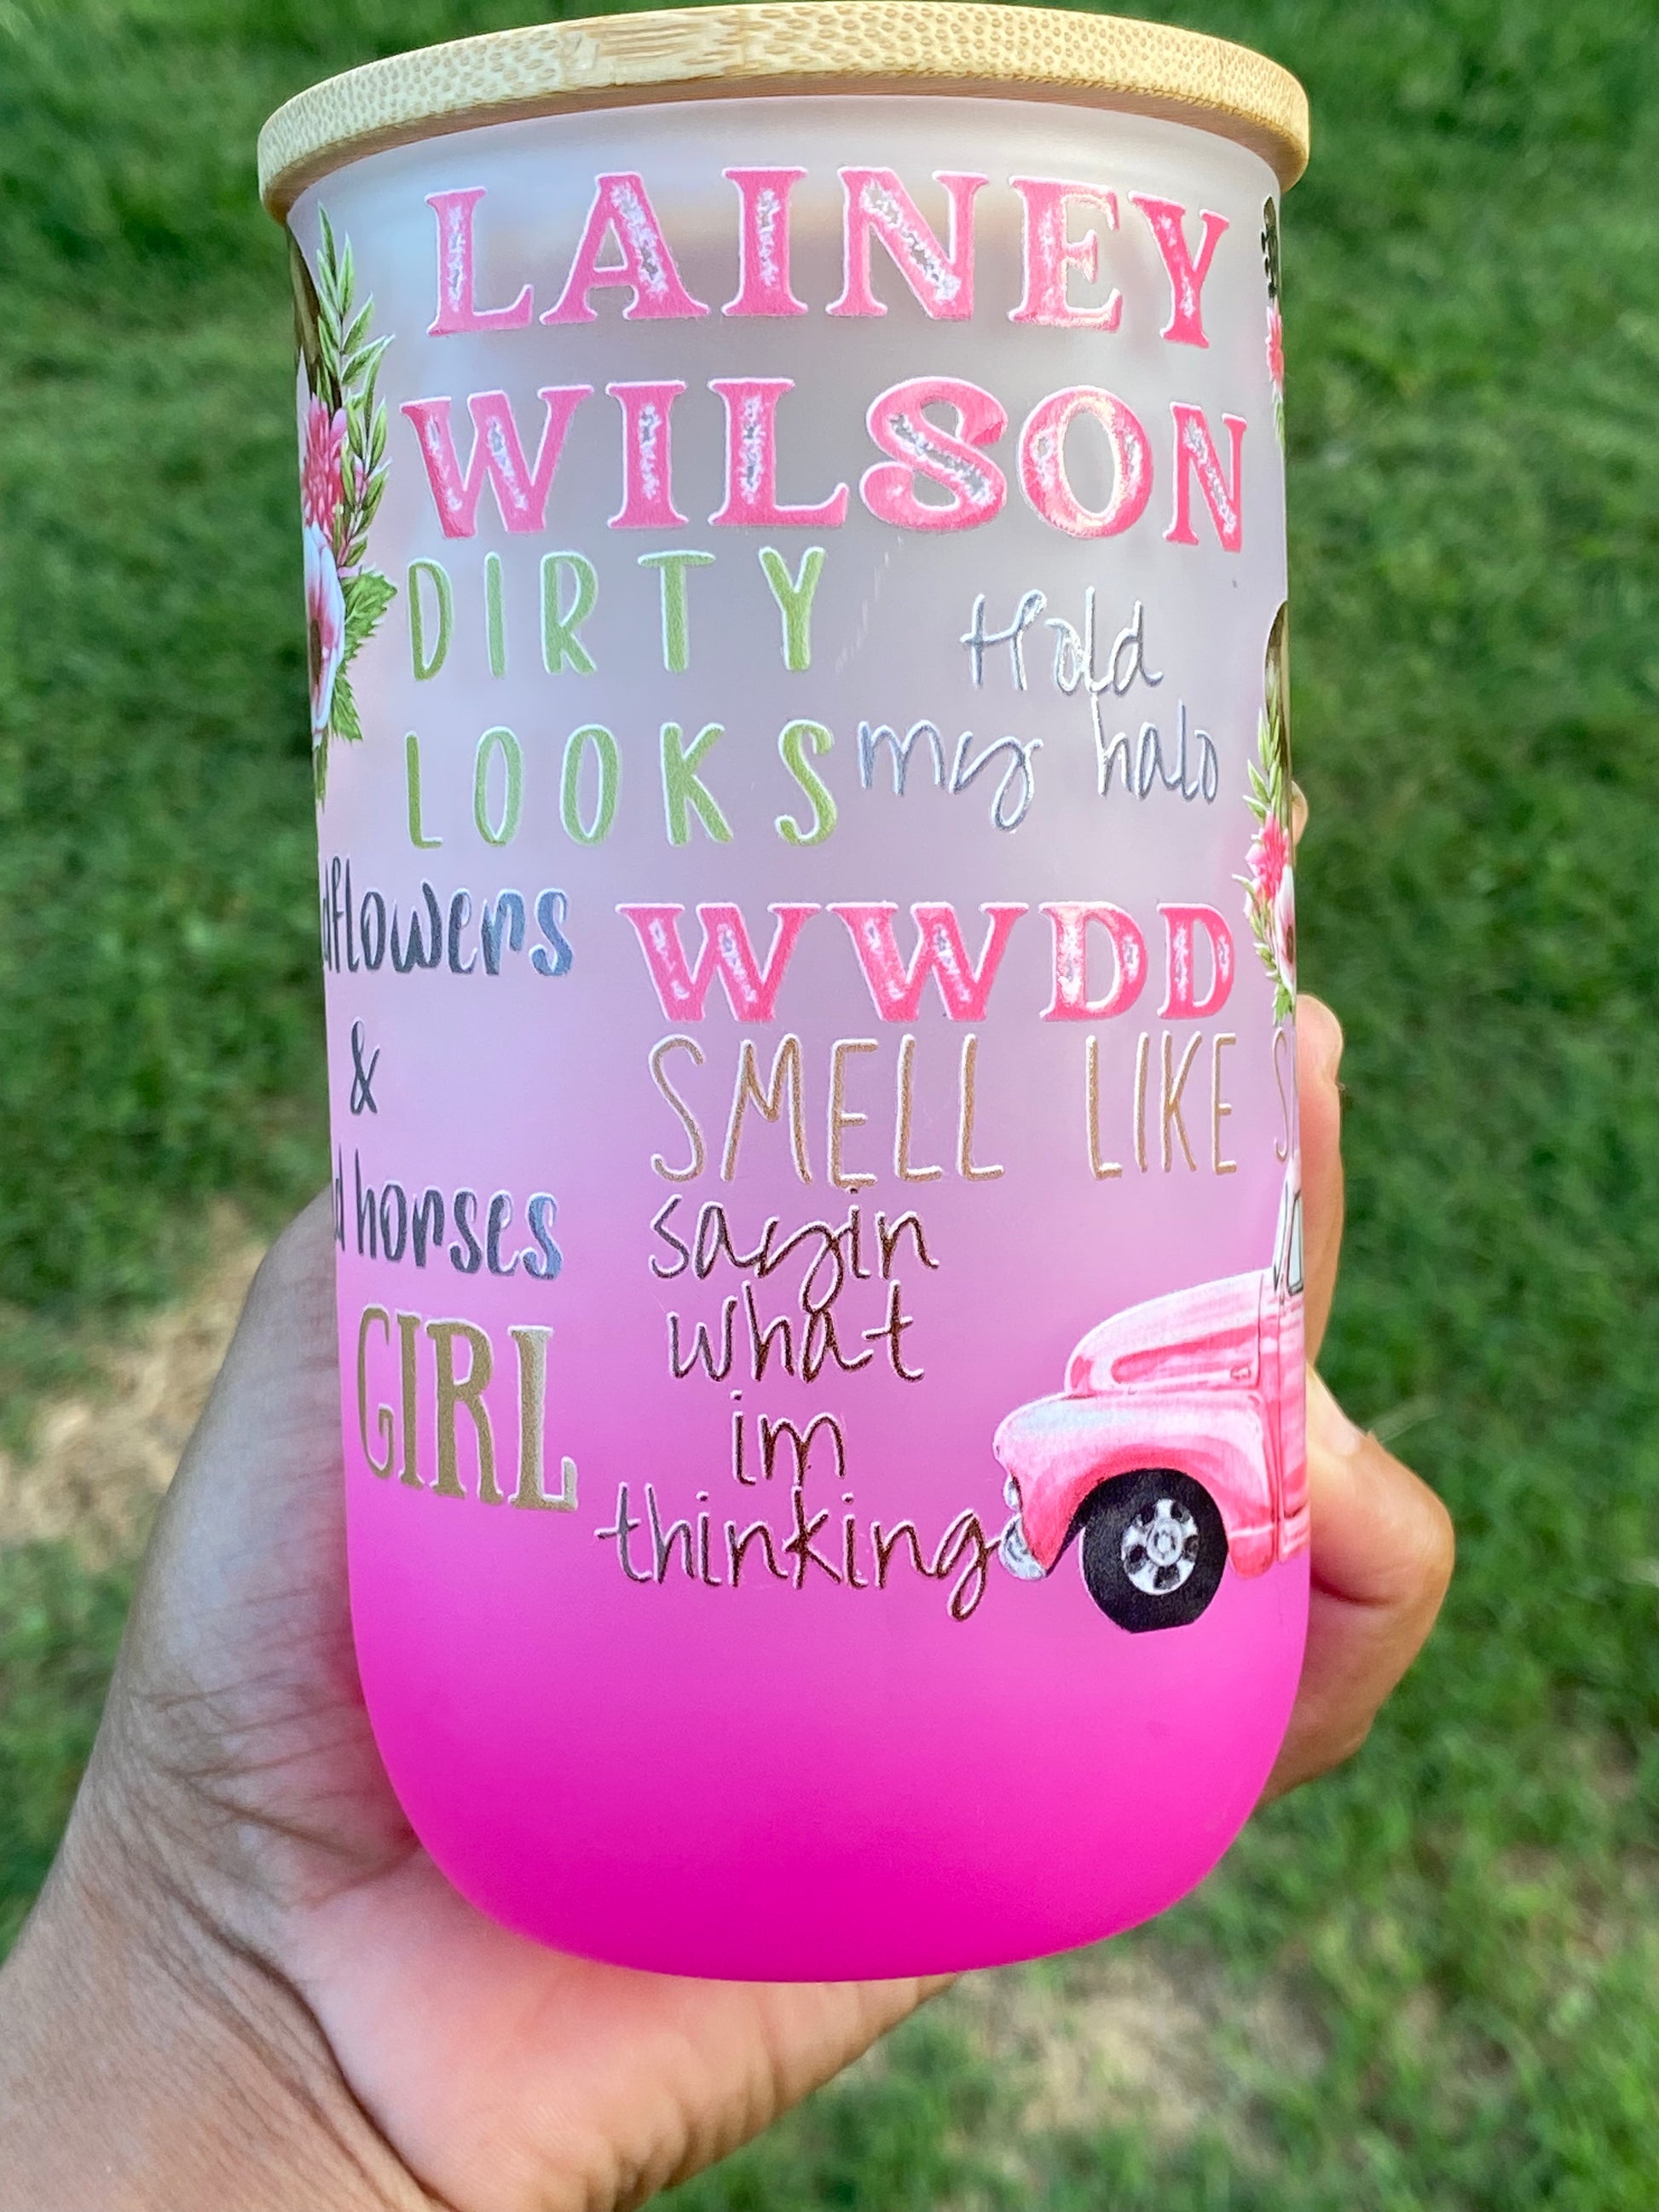 LAINEY
WILSON
DIRTY
LOOKS
Hold
my halo
dflowers
&
d horses
GIRL
WWDD
SMELL LIKE
sayin
what
im
thinking